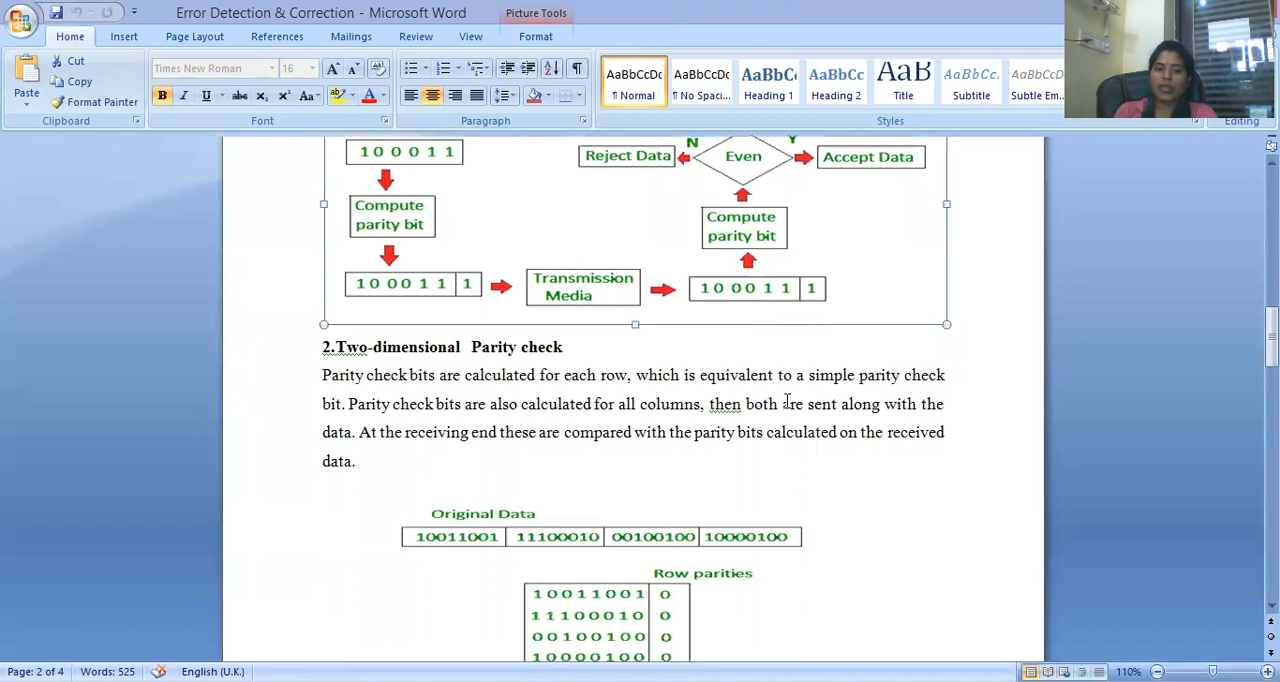 Error Detection & Correction - Microsoft Word
Picture Tools
Home Insert Page Layout References Mailings Review View Format
Paste
Cut
Copy
Format Painter
Clipboard
Times New Roman 16
Font
Paragraph
AaBbCcDc AaBbCcDc AaBbCc AaBbCc AaB AaBbCc. AaBbCcDc
¶ Normal ¶ No Spaci... Heading 1 Heading 2 Title Subtitle Subtle Em...
Styles
Editing
1 0 0 0 1 1
Reject Data N Even Y Accept Data
Compute
parity bit
Compute
parity bit
1 0 0 0 1 1 1
Transmission
Media
1 0 0 0 1 1 1
2.Two-dimensional Parity check
Parity check bits are calculated for each row, which is equivalent to a simple parity check
bit. Parity check bits are also calculated for all columns, then both are sent along with the
data. At the receiving end these are compared with the parity bits calculated on the received
data.
Original Data
10011001 11100010 00100100 10000100
Row parities
1 0 0 1 1 0 0 1 0
1 1 1 0 0 0 1 0 0
0 0 1 0 0 1 0 0 0
1 0 0 0 0 1 0 0 0
Page: 2 of 4 Words: 525 English (U.K.) 110%